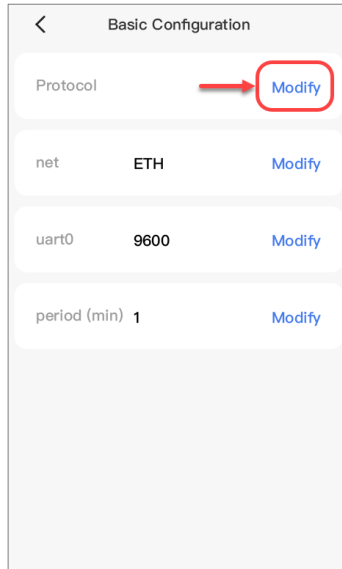 Basic Configuration
Protocol Modify
net ETH Modify
uart0 9600 Modify
period (min) 1 Modify